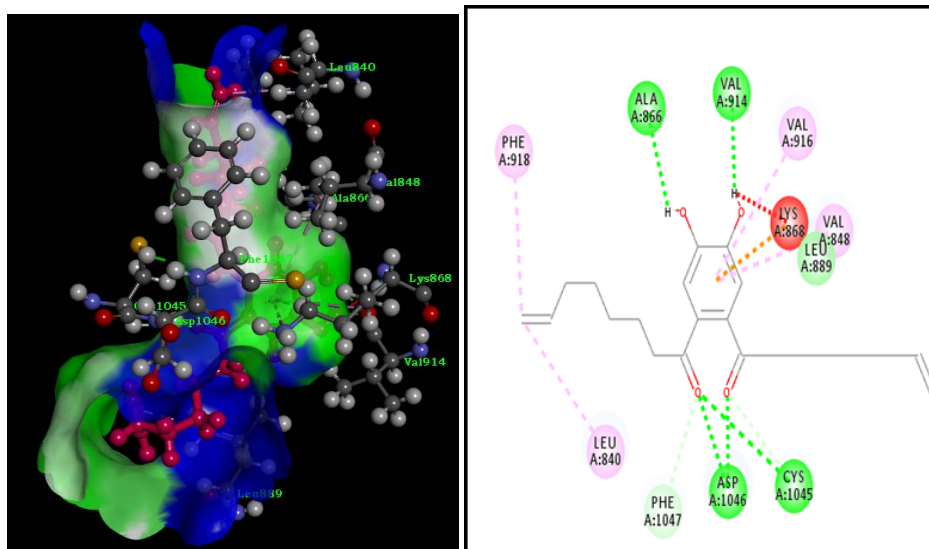 Leu840
al848
Ala866
Phe1047
Lys868
1045
Asp1046
Val914
Leu889
ALA
A:866
VAL
A:914
VAL
A:916
PHE
A:918
H
O
H
O
LYS
A:868
VAL
A:848
LEU
A:889
O
O
LEU
A:840
PHE
A:1047
ASP
A:1046
CYS
A:1045